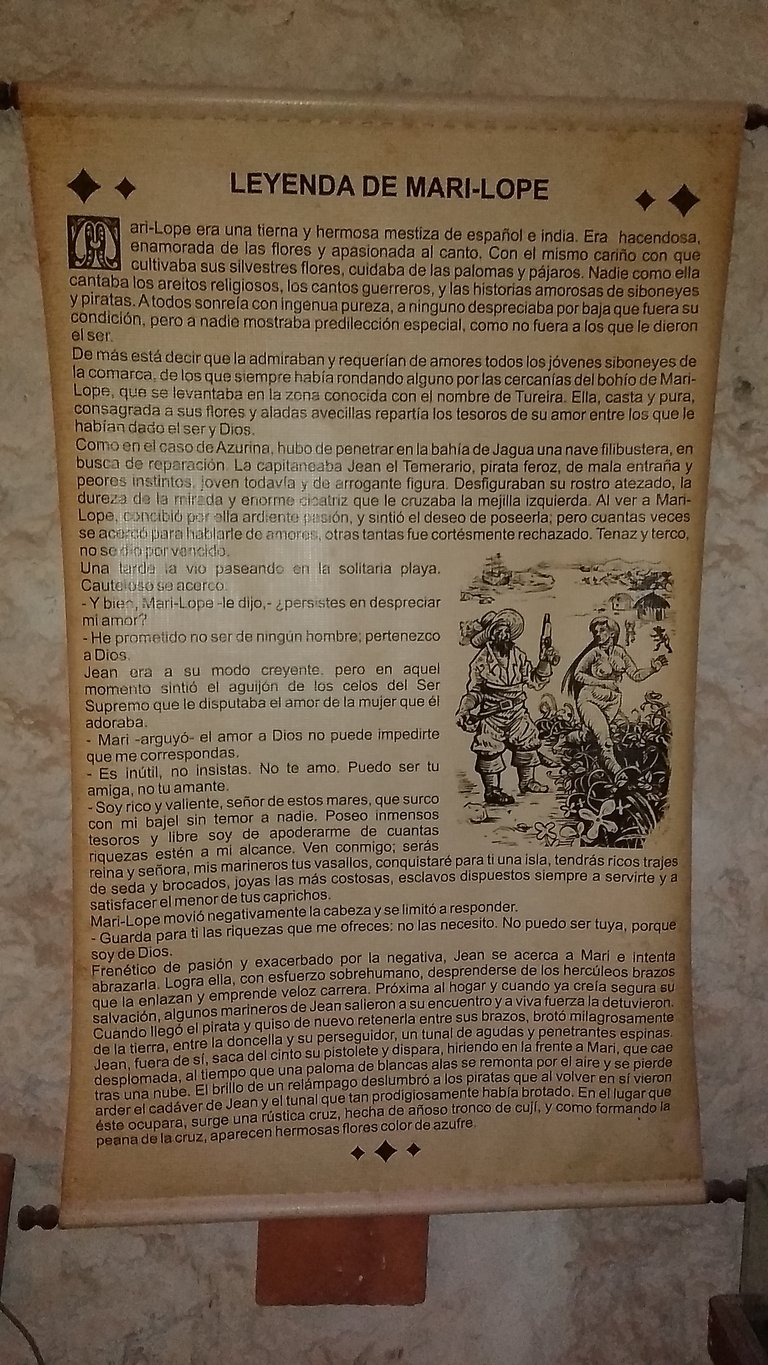 LEYENDA DE MARI-LOPE
Mari-Lope era una tierna y hermosa mestiza de español e india. Era hacendosa,
enamorada de las flores y apasionada al canto. Con el mismo cariño con que
cultivaba sus silvestres flores, cuidaba de las palomas y pájaros. Nadie como ella
cantaba los areitos religiosos, los cantos guerreros, y las historias amorosas de siboneyes
y piratas. A todos sonreía con ingenua pureza, a ninguno despreciaba por baja que fuera su
condición, pero a nadie mostraba predilección especial, como no fuera a los que le dieron
el ser.
De más está decir que la admiraban y requerían de amores todos los jóvenes siboneyes de
la comarca, de los que siempre había rondando alguno por las cercanías del bohío de Mari-
Lope, que se levantaba en la zona conocida con el nombre de Tureira. Ella, casta y pura,
consagrada a sus flores y aladas avecillas repartía los tesoros de su amor entre los que le
habían dado el ser y Dios.
Como en el caso de Azurina, hubo de penetrar en la bahía de Jagua una nave filibustera, en
busca de reparación. La capitaneaba Jean el Temerario, pirata feroz, de mala entraña y
peores instintos, joven todavía y de arrogante figura. Desfiguraban su rostro atezado, la
dureza de la mirada y enorme cicatriz que le cruzaba la mejilla izquierda. Al ver a Mari-
Lope, concibió por ella ardiente pasión, y sintió el deseo de poseerla; pero cuantas veces
se acercó para hablarle de amores, otras tantas fue cortésmente rechazado. Tenaz y terco,
no se dio por vencido.
Una tarde la vio paseando en la solitaria playa.
Cauteloso se acerco.
- Y bien, Mari-Lope -le dijo,- ¿persistes en despreciar
mi amor?
- He prometido no ser de ningún hombre; pertenezco
a Dios.
Jean era a su modo creyente. pero en aquel
momento sintió el aguijón de los celos del Ser
Supremo que le disputaba el amor de la mujer que él
adoraba.
- Mari -arguyó- el amor a Dios no puede impedirte
que me correspondas.
- Es inútil, no insistas. No te amo. Puedo ser tu
amiga, no tu amante.
- Soy rico y valiente, señor de estos mares, que surco
con mi bajel sin temor a nadie. Poseo inmensos
tesoros y libre soy de apoderarme de cuantas
riquezas estén a mi alcance. Ven conmigo; serás
reina y señora, mis marineros tus vasallos, conquistaré para ti una isla, tendrás ricos trajes
de seda y brocados, joyas las más costosas, esclavos dispuestos siempre a servirte y a
satisfacer el menor de tus caprichos.
Mari-Lope movió negativamente la cabeza y se limitó a responder.
- Guarda para ti las riquezas que me ofreces: no las necesito. No puedo ser tuya, porque
soy de Dios.
Frenético de pasión y exacerbado por la negativa, Jean se acerca a Mari e intenta
abrazarla. Logra ella, con esfuerzo sobrehumano, desprenderse de los hercúleos brazos
que la enlazan y emprende veloz carrera. Próxima al hogar y cuando ya creía segura su
salvación, algunos marineros de Jean salieron a su encuentro y a viva fuerza la detuvieron.
Cuando llegó el pirata y quiso de nuevo retenerla entre sus brazos, brotó milagrosamente
de la tierra, entre la doncella y su perseguidor, un tunal de agudas y penetrantes espinas.
Jean, fuera de sí, saca del cinto su pistolete y dispara, hiriendo en la frente a Mari, que cae
desplomada, al tiempo que una paloma de blancas alas se remonta por el aire y se pierde
tras una nube. El brillo de un relámpago deslumbró a los piratas que al volver en sí vieron
arder el cadáver de Jean y el tunal que tan prodigiosamente había brotado. En el lugar que
éste ocupara, surge una rústica cruz, hecha de añoso tronco de cují, y como formando la
peana de la cruz, aparecen hermosas flores color de azufre.